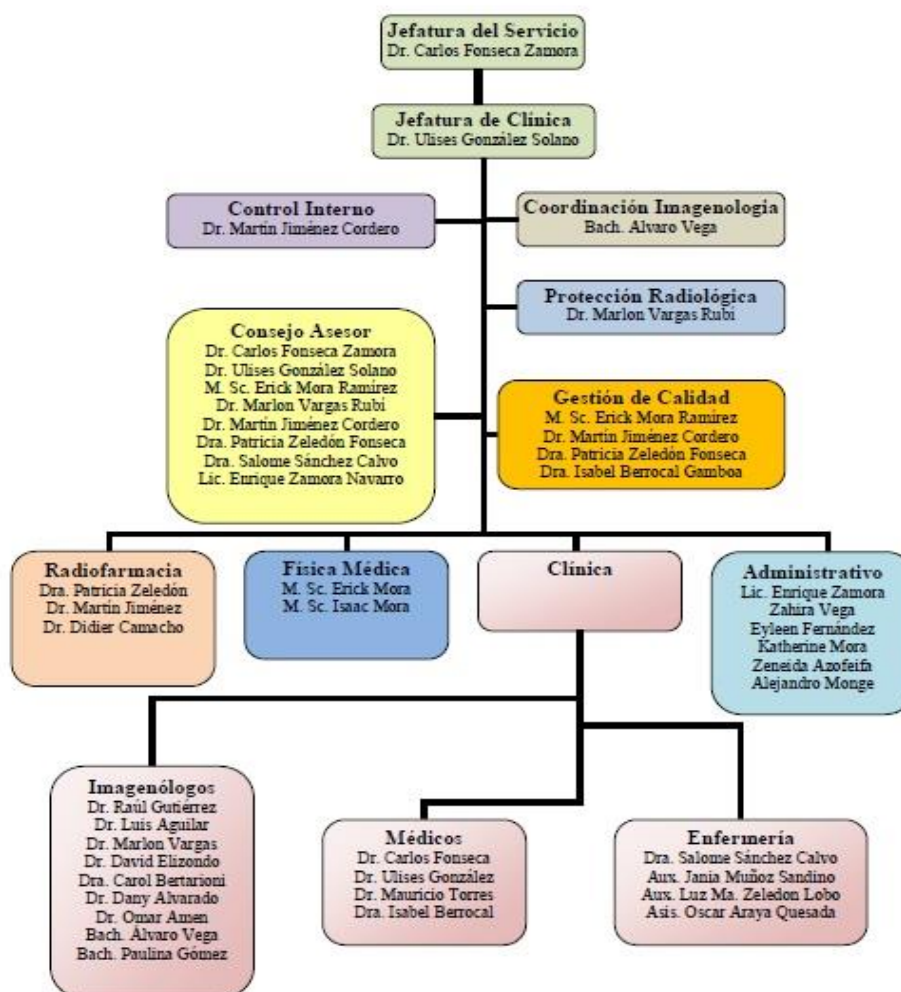 Jefatura del Servicio
Dr. Carlos Fonseca Zamora
Jefatura de Clínica
Dr. Ulises González Solano
Control Interno
Dr. Martín Jiménez Cordero
Coordinación Imagenologia
Bach. Alvaro Vega
Protección Radiológica
Dr. Marlon Vargas Rubí
Consejo Asesor
Dr. Carlos Fonseca Zamora
Dr. Ulises González Solano
M. Sc. Erick Mora Ramírez
Dr. Marlon Vargas Rubí
Dr. Martín Jiménez Cordero
Dra. Patricia Zeledón Fonseca
Dra. Salome Sánchez Calvo
Lic. Enrique Zamora Navarro
Gestión de Calidad
M. Sc. Erick Mora Ramírez
Dr. Martín Jiménez Cordero
Dra. Patricia Zeledón Fonseca
Dra. Isabel Berrocal Gamboa
Radiofarmacia
Dra. Patricia Zeledón
Dr. Martín Jiménez
Dr. Didier Camacho
Física Médica
M. Sc. Erick Mora
M. Sc. Isaac Mora
Clínica
Administrativo
Lic. Enrique Zamora
Zahira Vega
Eyleen Fernández
Katherine Mora
Zeneida Azofeifa
Alejandro Monge
Imagenólogos
Dr. Raúl Gutiérrez
Dr. Luis Aguilar
Dr. Marlon Vargas
Dr. David Elizondo
Dra. Carol Bertarioni
Dr. Dany Alvarado
Dr. Omar Amen
Bach. Álvaro Vega
Bach. Paulina Gómez
Médicos
Dr. Carlos Fonseca
Dr. Ulises González
Dr. Mauricio Torres
Dra. Isabel Berrocal
Enfermería
Dra. Salome Sánchez Calvo
Aux. Jania Muñoz Sandino
Aux. Luz Ma. Zeledon Lobo
Asis. Oscar Araya Quesada